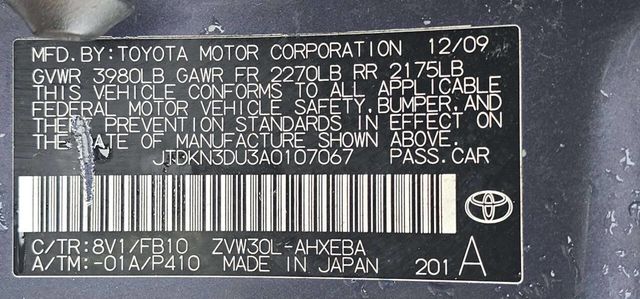 MFD.BY:TOYOTA MOTOR CORPORATION 12/09
GVWR 3980LB GAWR FR 2270LB RR 2175LB
THIS VEHICLE CONFORMS TO ALL APPLICABLE
FEDERAL MOTOR VEHICLE SAFETY,BUMPER,AND
THEFT PREVENTION STANDARDS IN EFFECT ON
THE DATE OF MANUFACTURE SHOWN ABOVE.
JTDKN3DU3A0107067 PASS.CAR
C/TR:8V1/FB10 ZVW30L-AHXEBA
A/TM:-01A/P410 MADE IN JAPAN 201 A